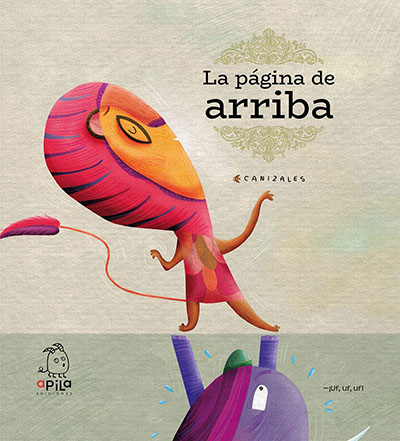 La página de
arriba
CANIZALES
apila
EDICIONES
—¡Uf, uf, uf!